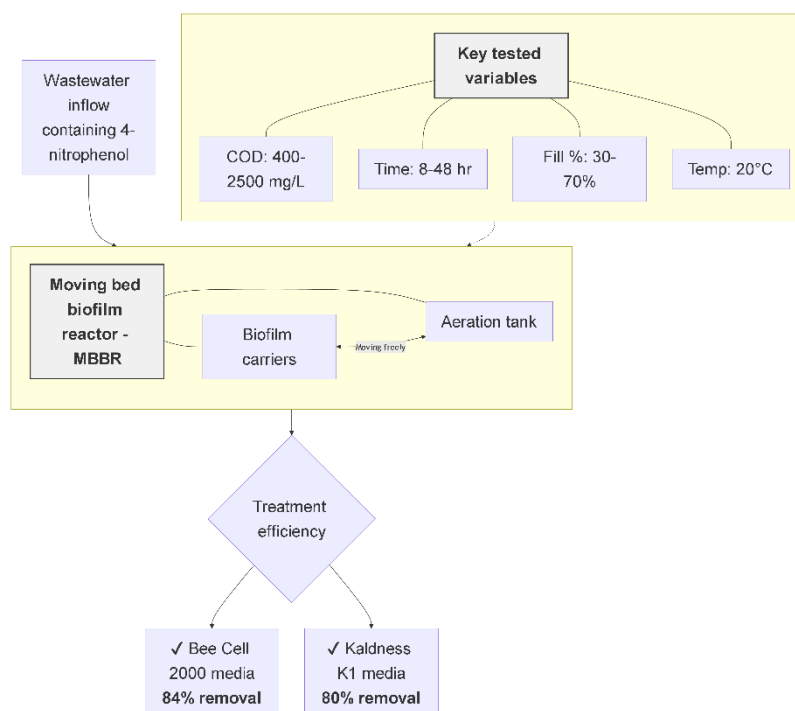 Key tested
variables
Wastewater
inflow
containing 4-
nitrophenol
COD: 400-
2500 mg/L
Time: 8-48 hr
Fill %: 30-
70%
Temp: 20°C
Moving bed
biofilm
reactor -
MBBR
Biofilm
carriers
Moving freely
Aeration tank
Treatment
efficiency
✓ Bee Cell
2000 media
84% removal
✓ Kaldness
K1 media
80% removal